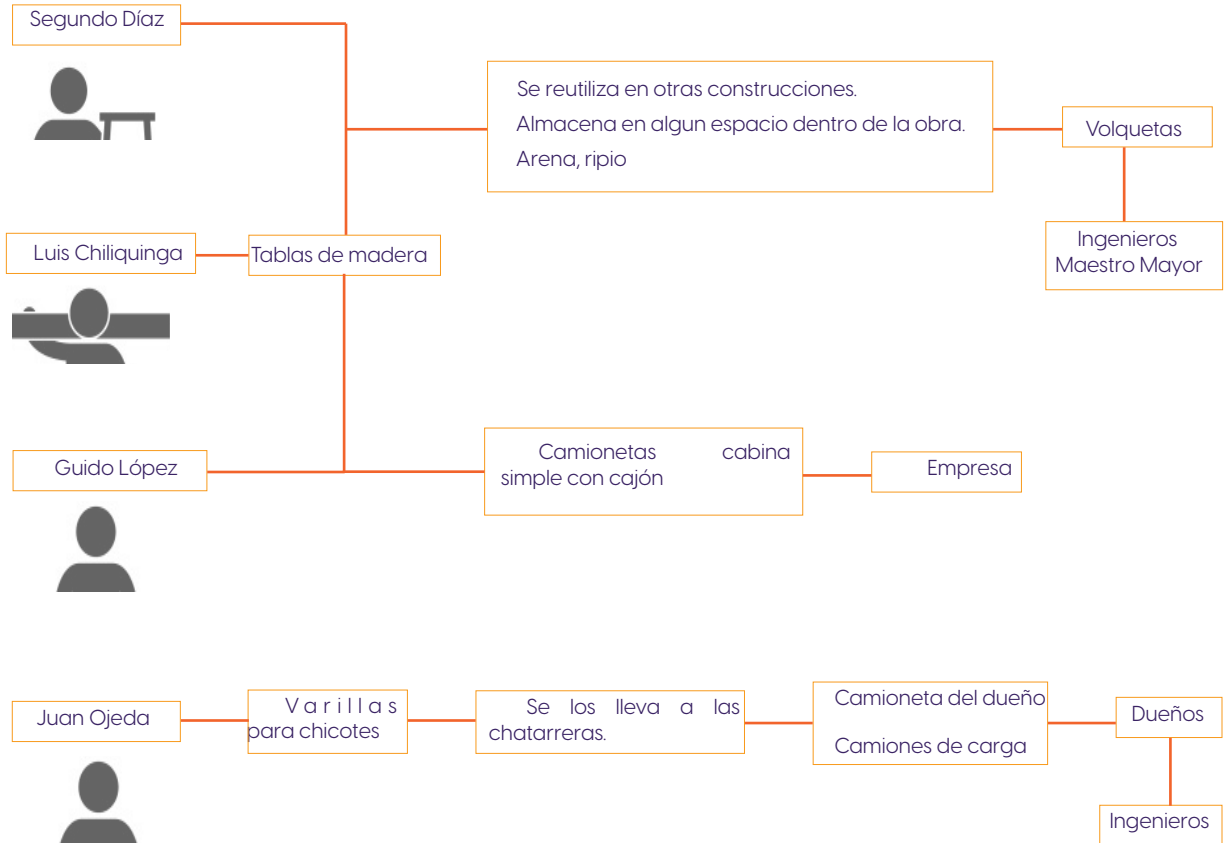 Segundo Díaz
Se reutiliza en otras construcciones.
Almacena en algun espacio dentro de la obra.
Arena, ripio
Volquetas
Ingenieros
Maestro Mayor
Luis Chiliquinga
Tablas de madera
Guido López
Camionetas cabina
simple con cajón
Empresa
Juan Ojeda
Varillas
para chicotes
Se los lleva a las
chatarreras.
Camioneta del dueño
Camiones de carga
Dueños
Ingenieros